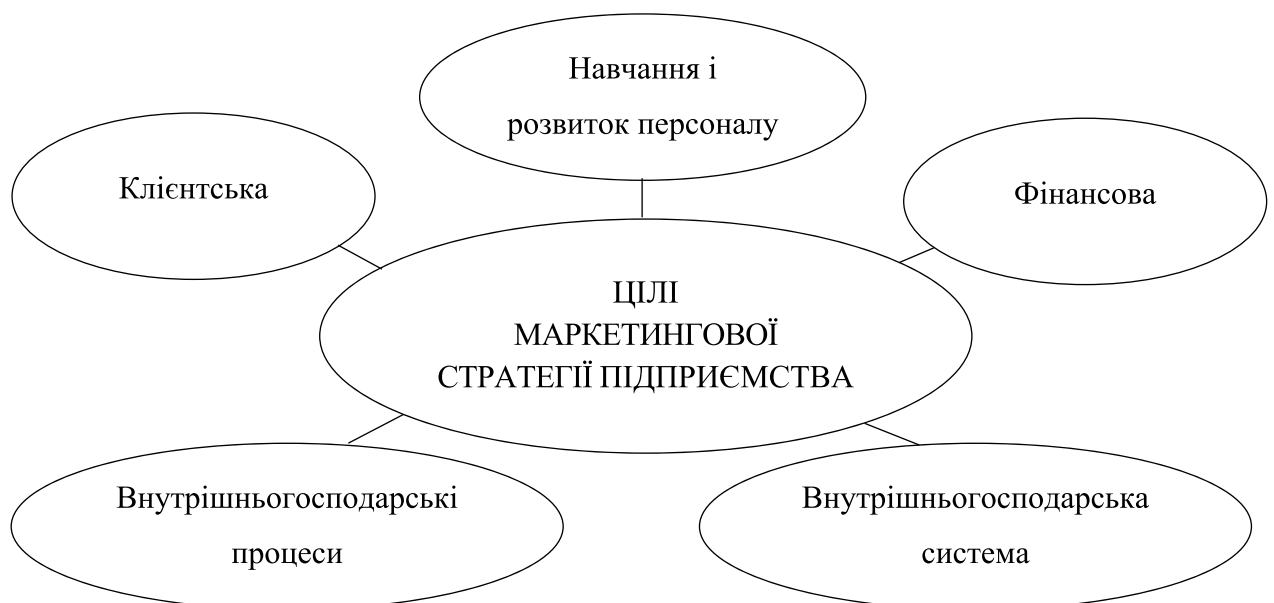 Навчання і
розвиток персоналу
Клієнтська
Фінансова
ЦІЛІ
МАРКЕТИНГОВОЇ
СТРАТЕГІЇ ПІДПРИЄМСТВА
Внутрішньогосподарські
процеси
Внутрішньогосподарська
система